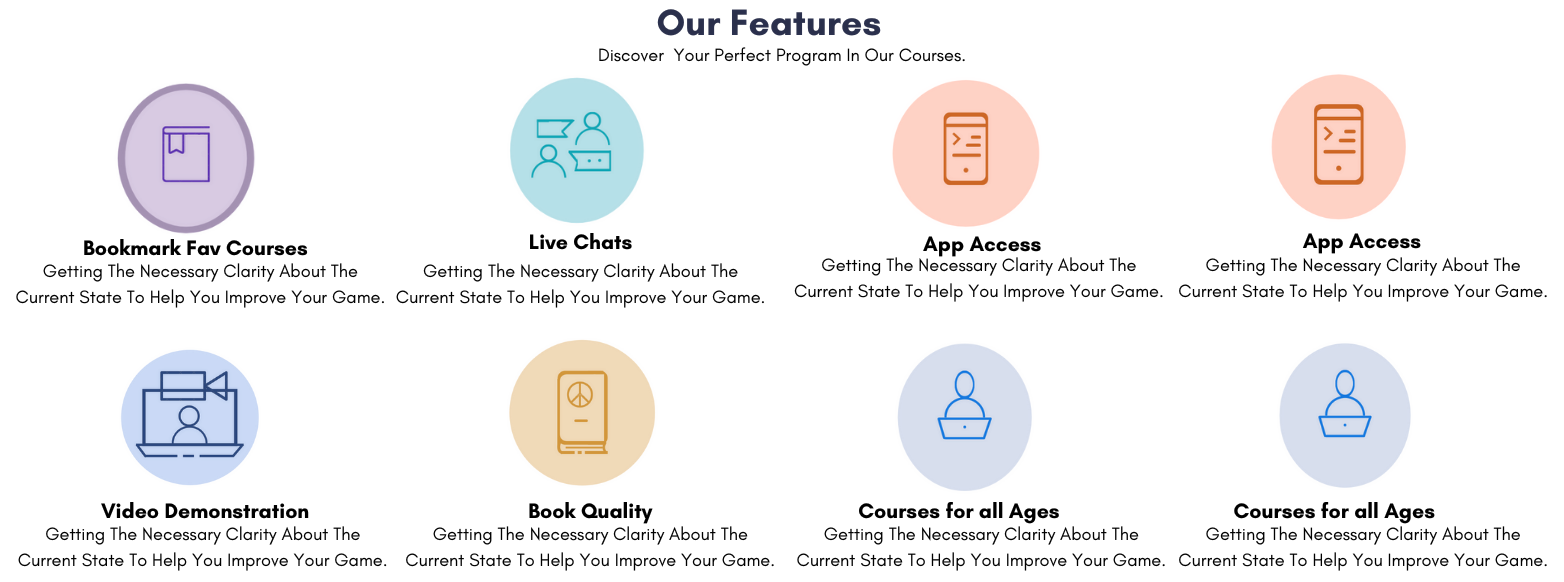 Our Features
Discover Your Perfect Program In Our Courses.
Bookmark Fav Courses
Getting The Necessary Clarity About The
Current State To Help You Improve Your Game.
Live Chats
Getting The Necessary Clarity About The
Current State To Help You Improve Your Game.
App Access
Getting The Necessary Clarity About The
Current State To Help You Improve Your Game.
App Access
Getting The Necessary Clarity About The
Current State To Help You Improve Your Game.
Video Demonstration
Getting The Necessary Clarity About The
Current State To Help You Improve Your Game.
Book Quality
Getting The Necessary Clarity About The
Current State To Help You Improve Your Game.
Courses for all Ages
Getting The Necessary Clarity About The
Current State To Help You Improve Your Game.
Courses for all Ages
Getting The Necessary Clarity About The
Current State To Help You Improve Your Game.